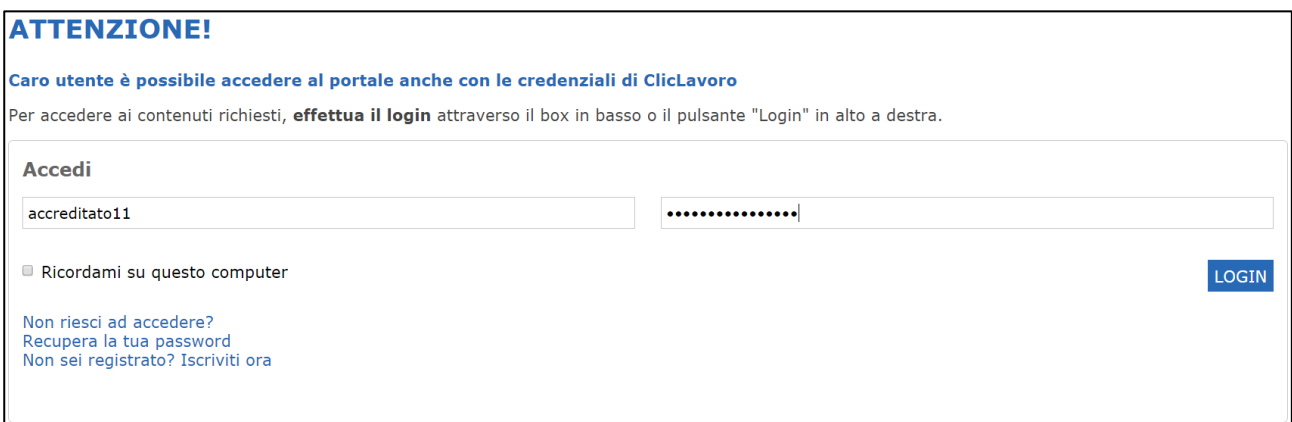 ATTENZIONE!
Caro utente è possibile accedere al portale anche con le credenziali di ClicLavoro
Per accedere ai contenuti richiesti, effettua il login attraverso il box in basso o il pulsante "Login" in alto a destra.
Accedi
accreditato11
••••••••••••••••
Ricordami su questo computer
LOGIN
Non riesci ad accedere?
Recupera la tua password
Non sei registrato? Iscriviti ora